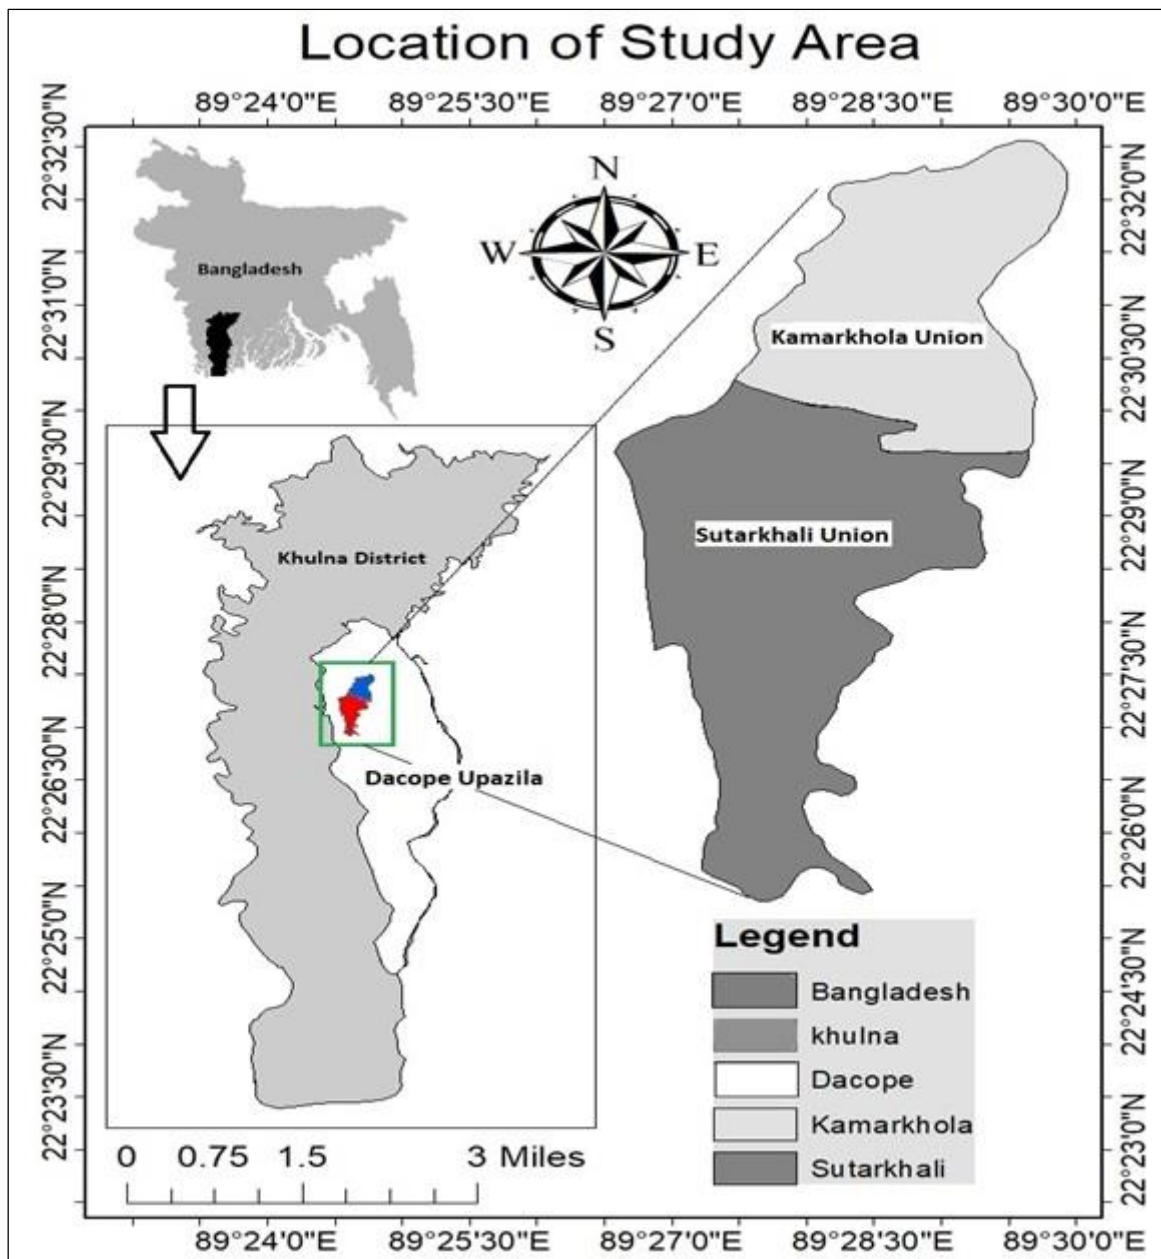 Location of Study Area
89°24'0"E 89°25'30"E 89°27'0"E 89°28'30"E 89°30'0"E
22°32'30"N
22°31'0"N
22°29'30"N
22°28'0"N
22°26'30"N
22°25'0"N
22°23'30"N
Bangladesh
N
W E
S
Khulna District
Dacope Upazila
Kamarkhola Union
Sutarkhali Union
22°32'0"N
22°30'30"N
22°29'0"N
22°27'30"N
22°26'0"N
22°24'30"N
22°23'0"N
Legend
Bangladesh
khulna
Dacope
Kamarkhola
Sutarkhali
0 0.75 1.5 3 Miles
89°24'0"E 89°25'30"E 89°27'0"E 89°28'30"E 89°30'0"E